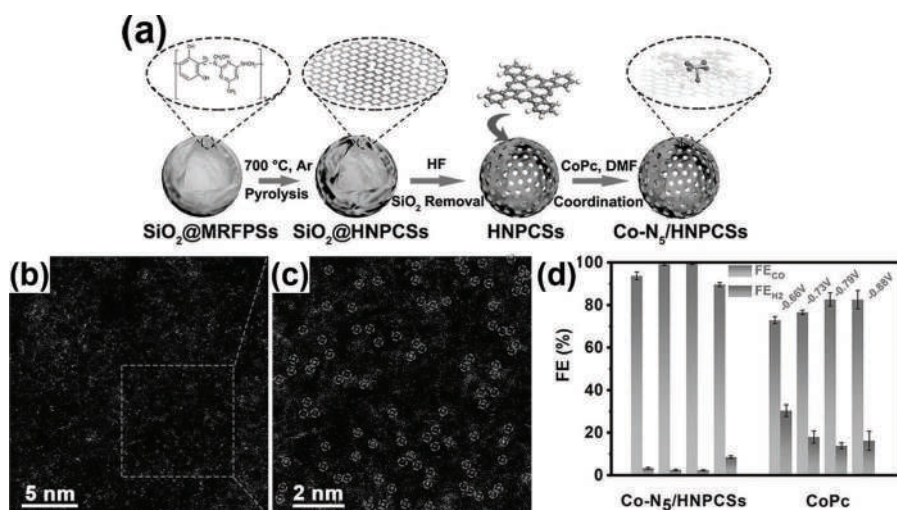 (a)
700 °C, Ar
Pyrolysis
HF
SiO2 Removal
CoPc, DMF
Coordination
SiO2@MRFPSs
SiO2@HNPCSs
HNPCSs
Co-N5/HNPCSs
(b)
5 nm
(c)
2 nm
(d)
100
80
60
40
20
0
FE (%)
FECO
FEH2
-0.66V
-0.73V
-0.79V
-0.88V
Co-N5/HNPCSs
CoPc